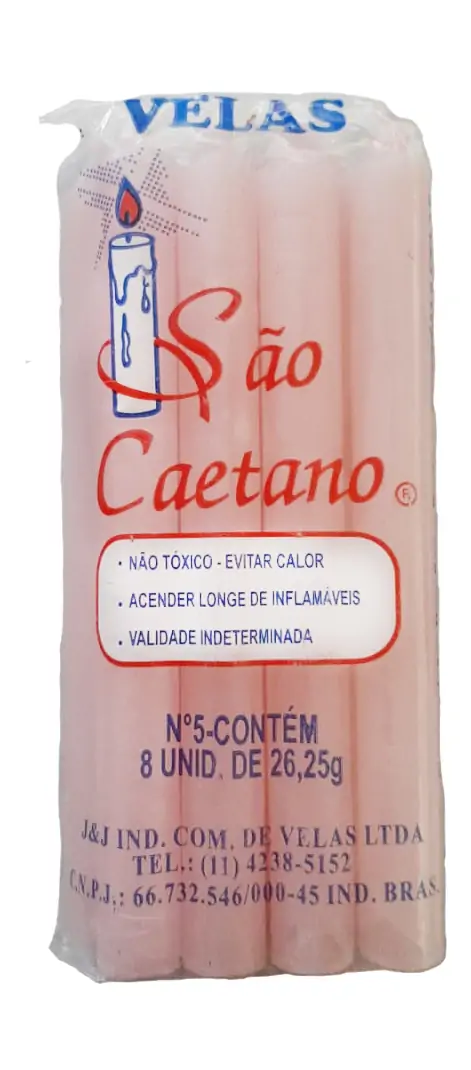 VELAS
São
Caetano ®
• NÃO TÓXICO - EVITAR CALOR
• ACENDER LONGE DE INFLAMÁVEIS
• VALIDADE INDETERMINADA
Nº5-CONTÉM
8 UNID. DE 26,25g
J&J IND. COM. DE VELAS LTDA
TEL.: (11) 4238-5152
C.N.P.J.: 66.732.546/000-45 IND. BRAS.